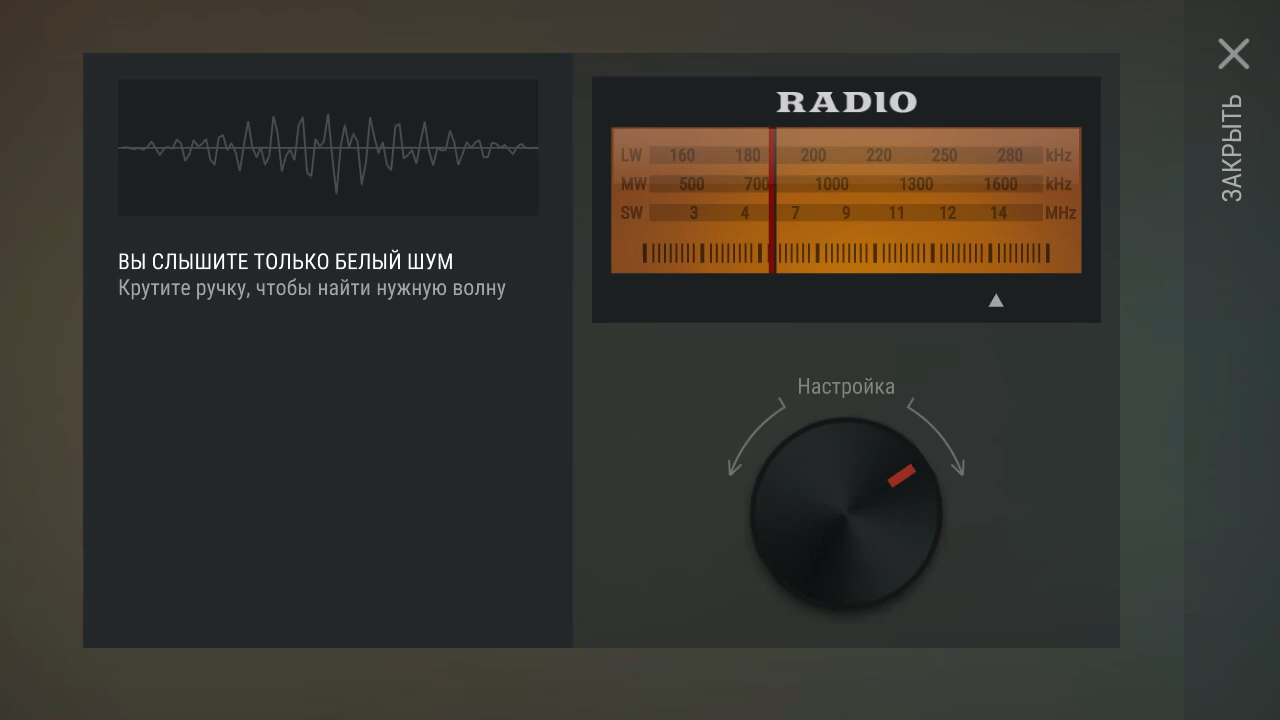 ВЫ СЛЫШИТЕ ТОЛЬКО БЕЛЫЙ ШУМ
Крутите ручку, чтобы найти нужную волну
RADIO
LW 160 180 200 220 250 280 kHz
MW 500 700 1000 1300 1600 kHz
SW 3 4 7 9 11 12 14 MHz
Настройка
ЗАКРЫТЬ